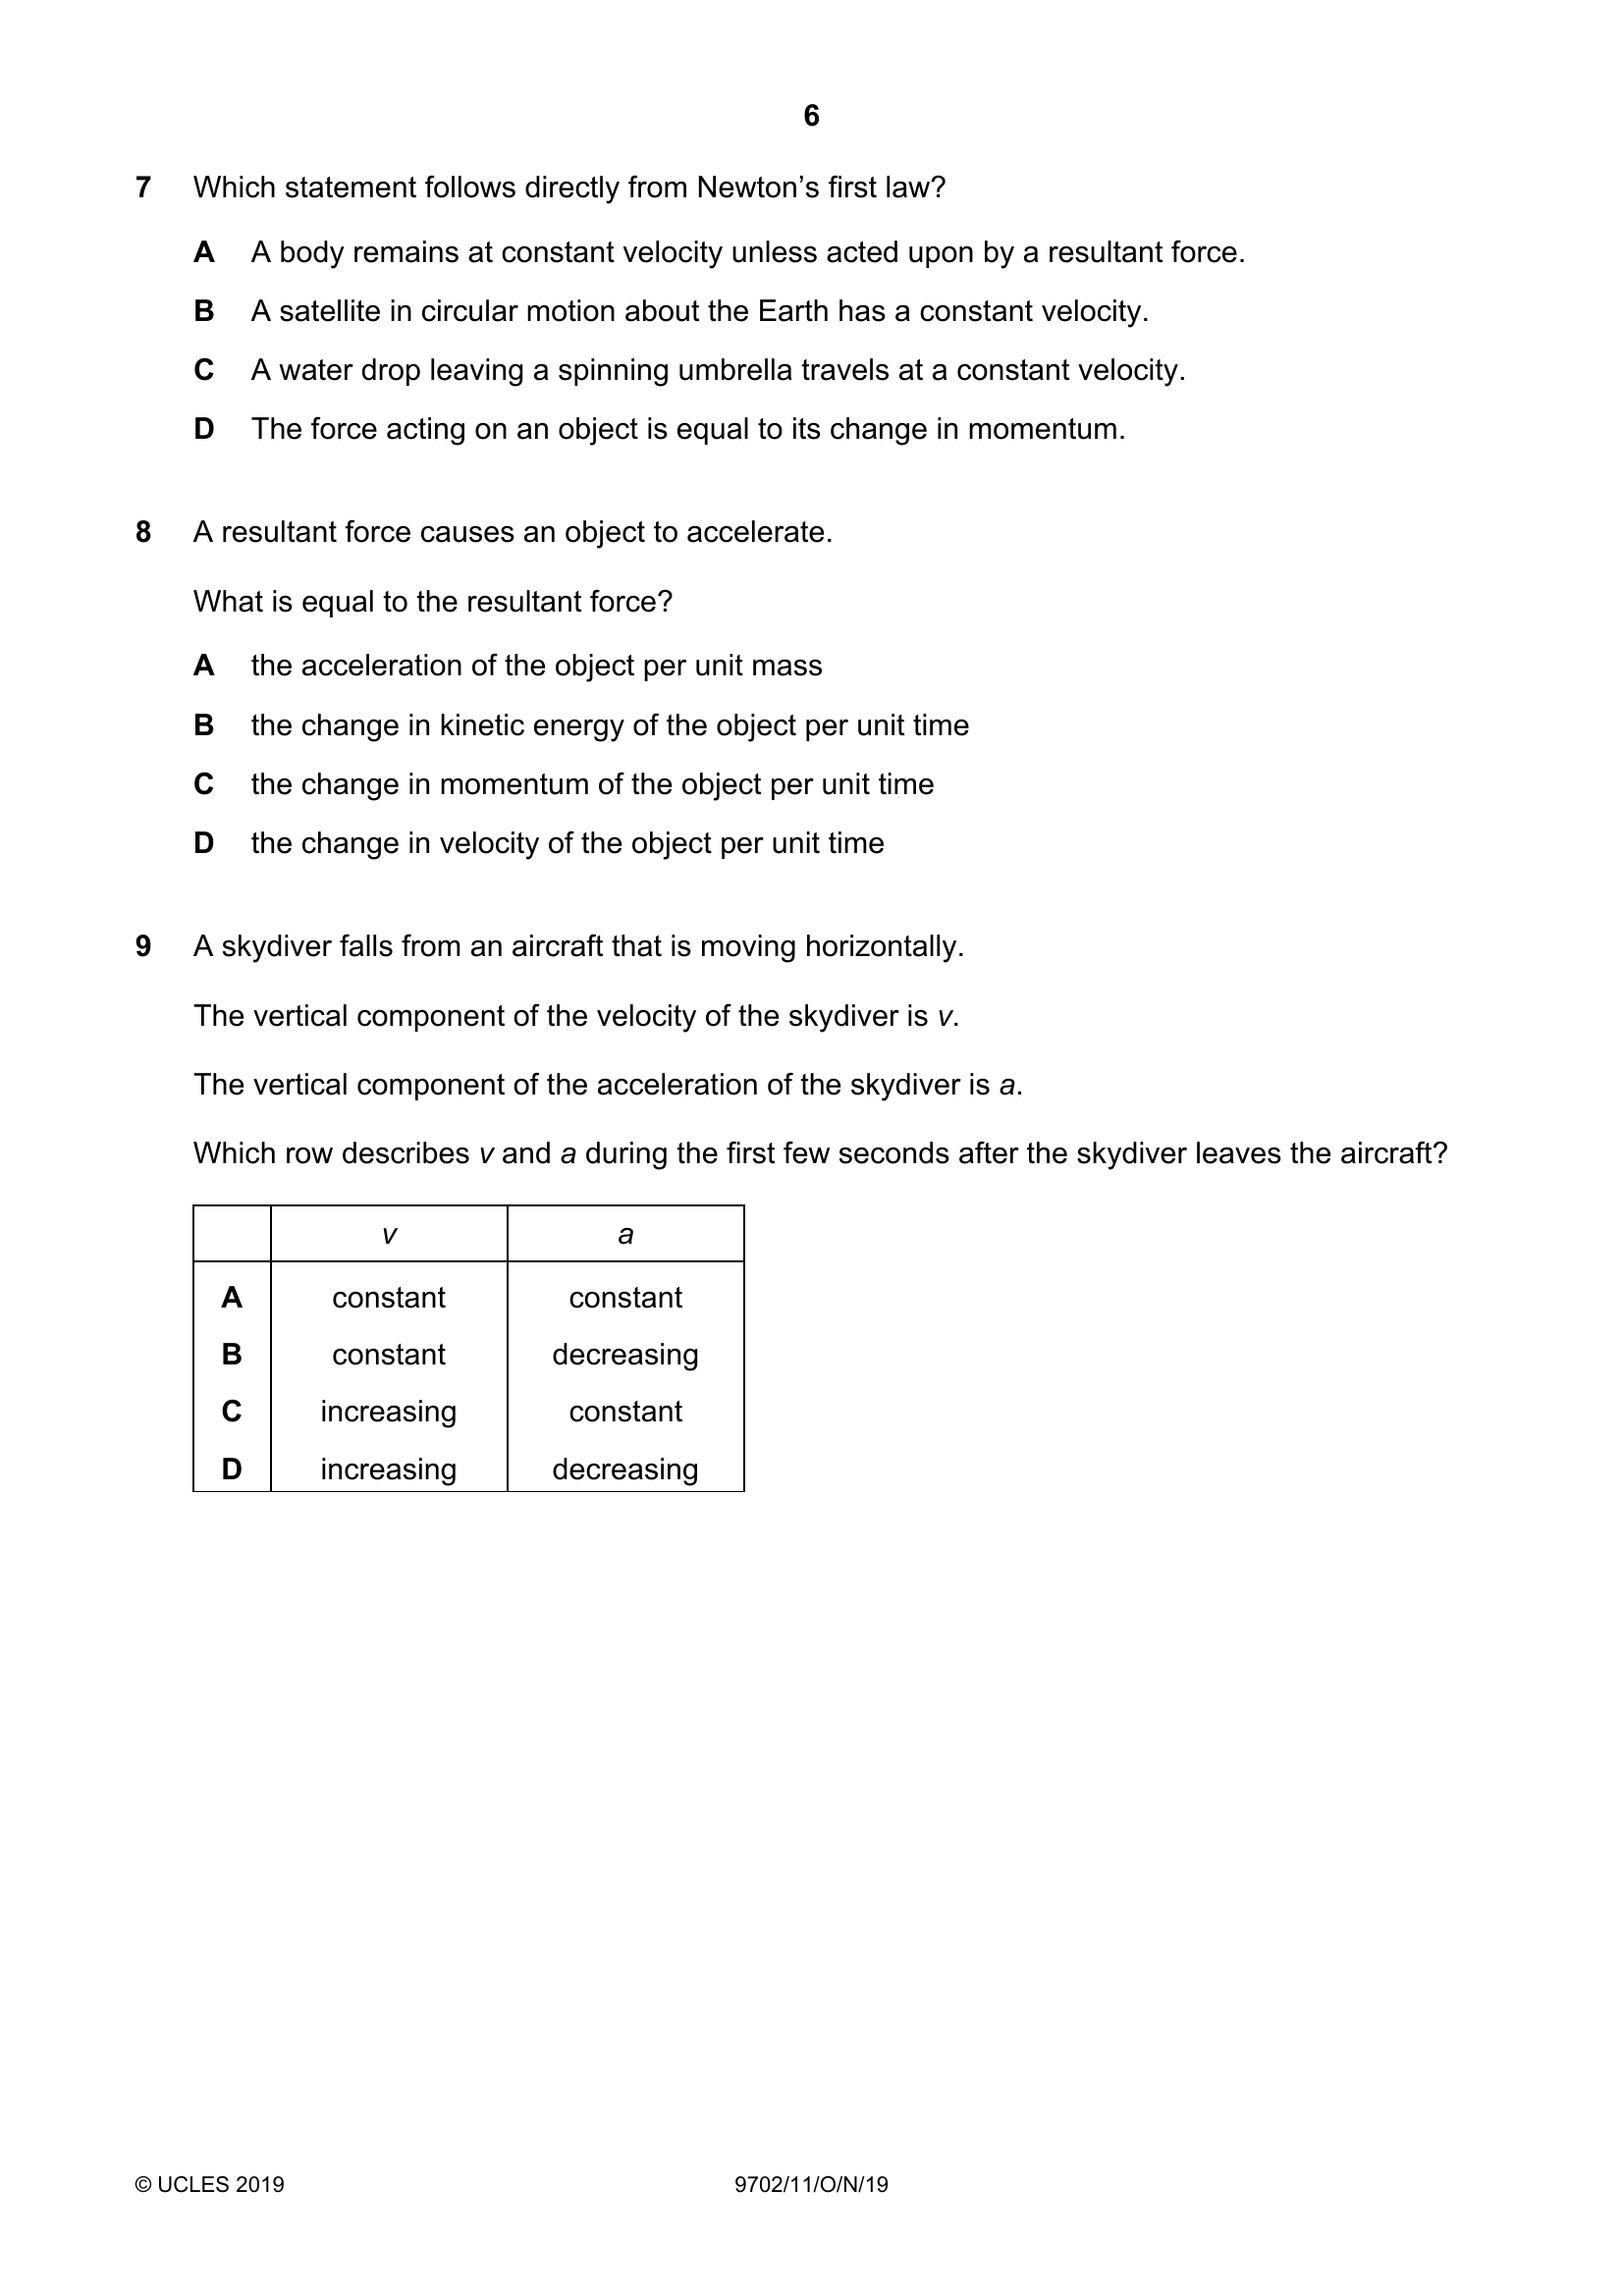 6
7 Which statement follows directly from Newton’s first law?
A A body remains at constant velocity unless acted upon by a resultant force.
B A satellite in circular motion about the Earth has a constant velocity.
C A water drop leaving a spinning umbrella travels at a constant velocity.
D The force acting on an object is equal to its change in momentum.
8 A resultant force causes an object to accelerate.
What is equal to the resultant force?
A the acceleration of the object per unit mass
B the change in kinetic energy of the object per unit time
C the change in momentum of the object per unit time
D the change in velocity of the object per unit time
9 A skydiver falls from an aircraft that is moving horizontally.
The vertical component of the velocity of the skydiver is v.
The vertical component of the acceleration of the skydiver is a.
Which row describes v and a during the first few seconds after the skydiver leaves the aircraft?
v a
A constant constant
B constant decreasing
C increasing constant
D increasing decreasing
© UCLES 2019 9702/11/O/N/19